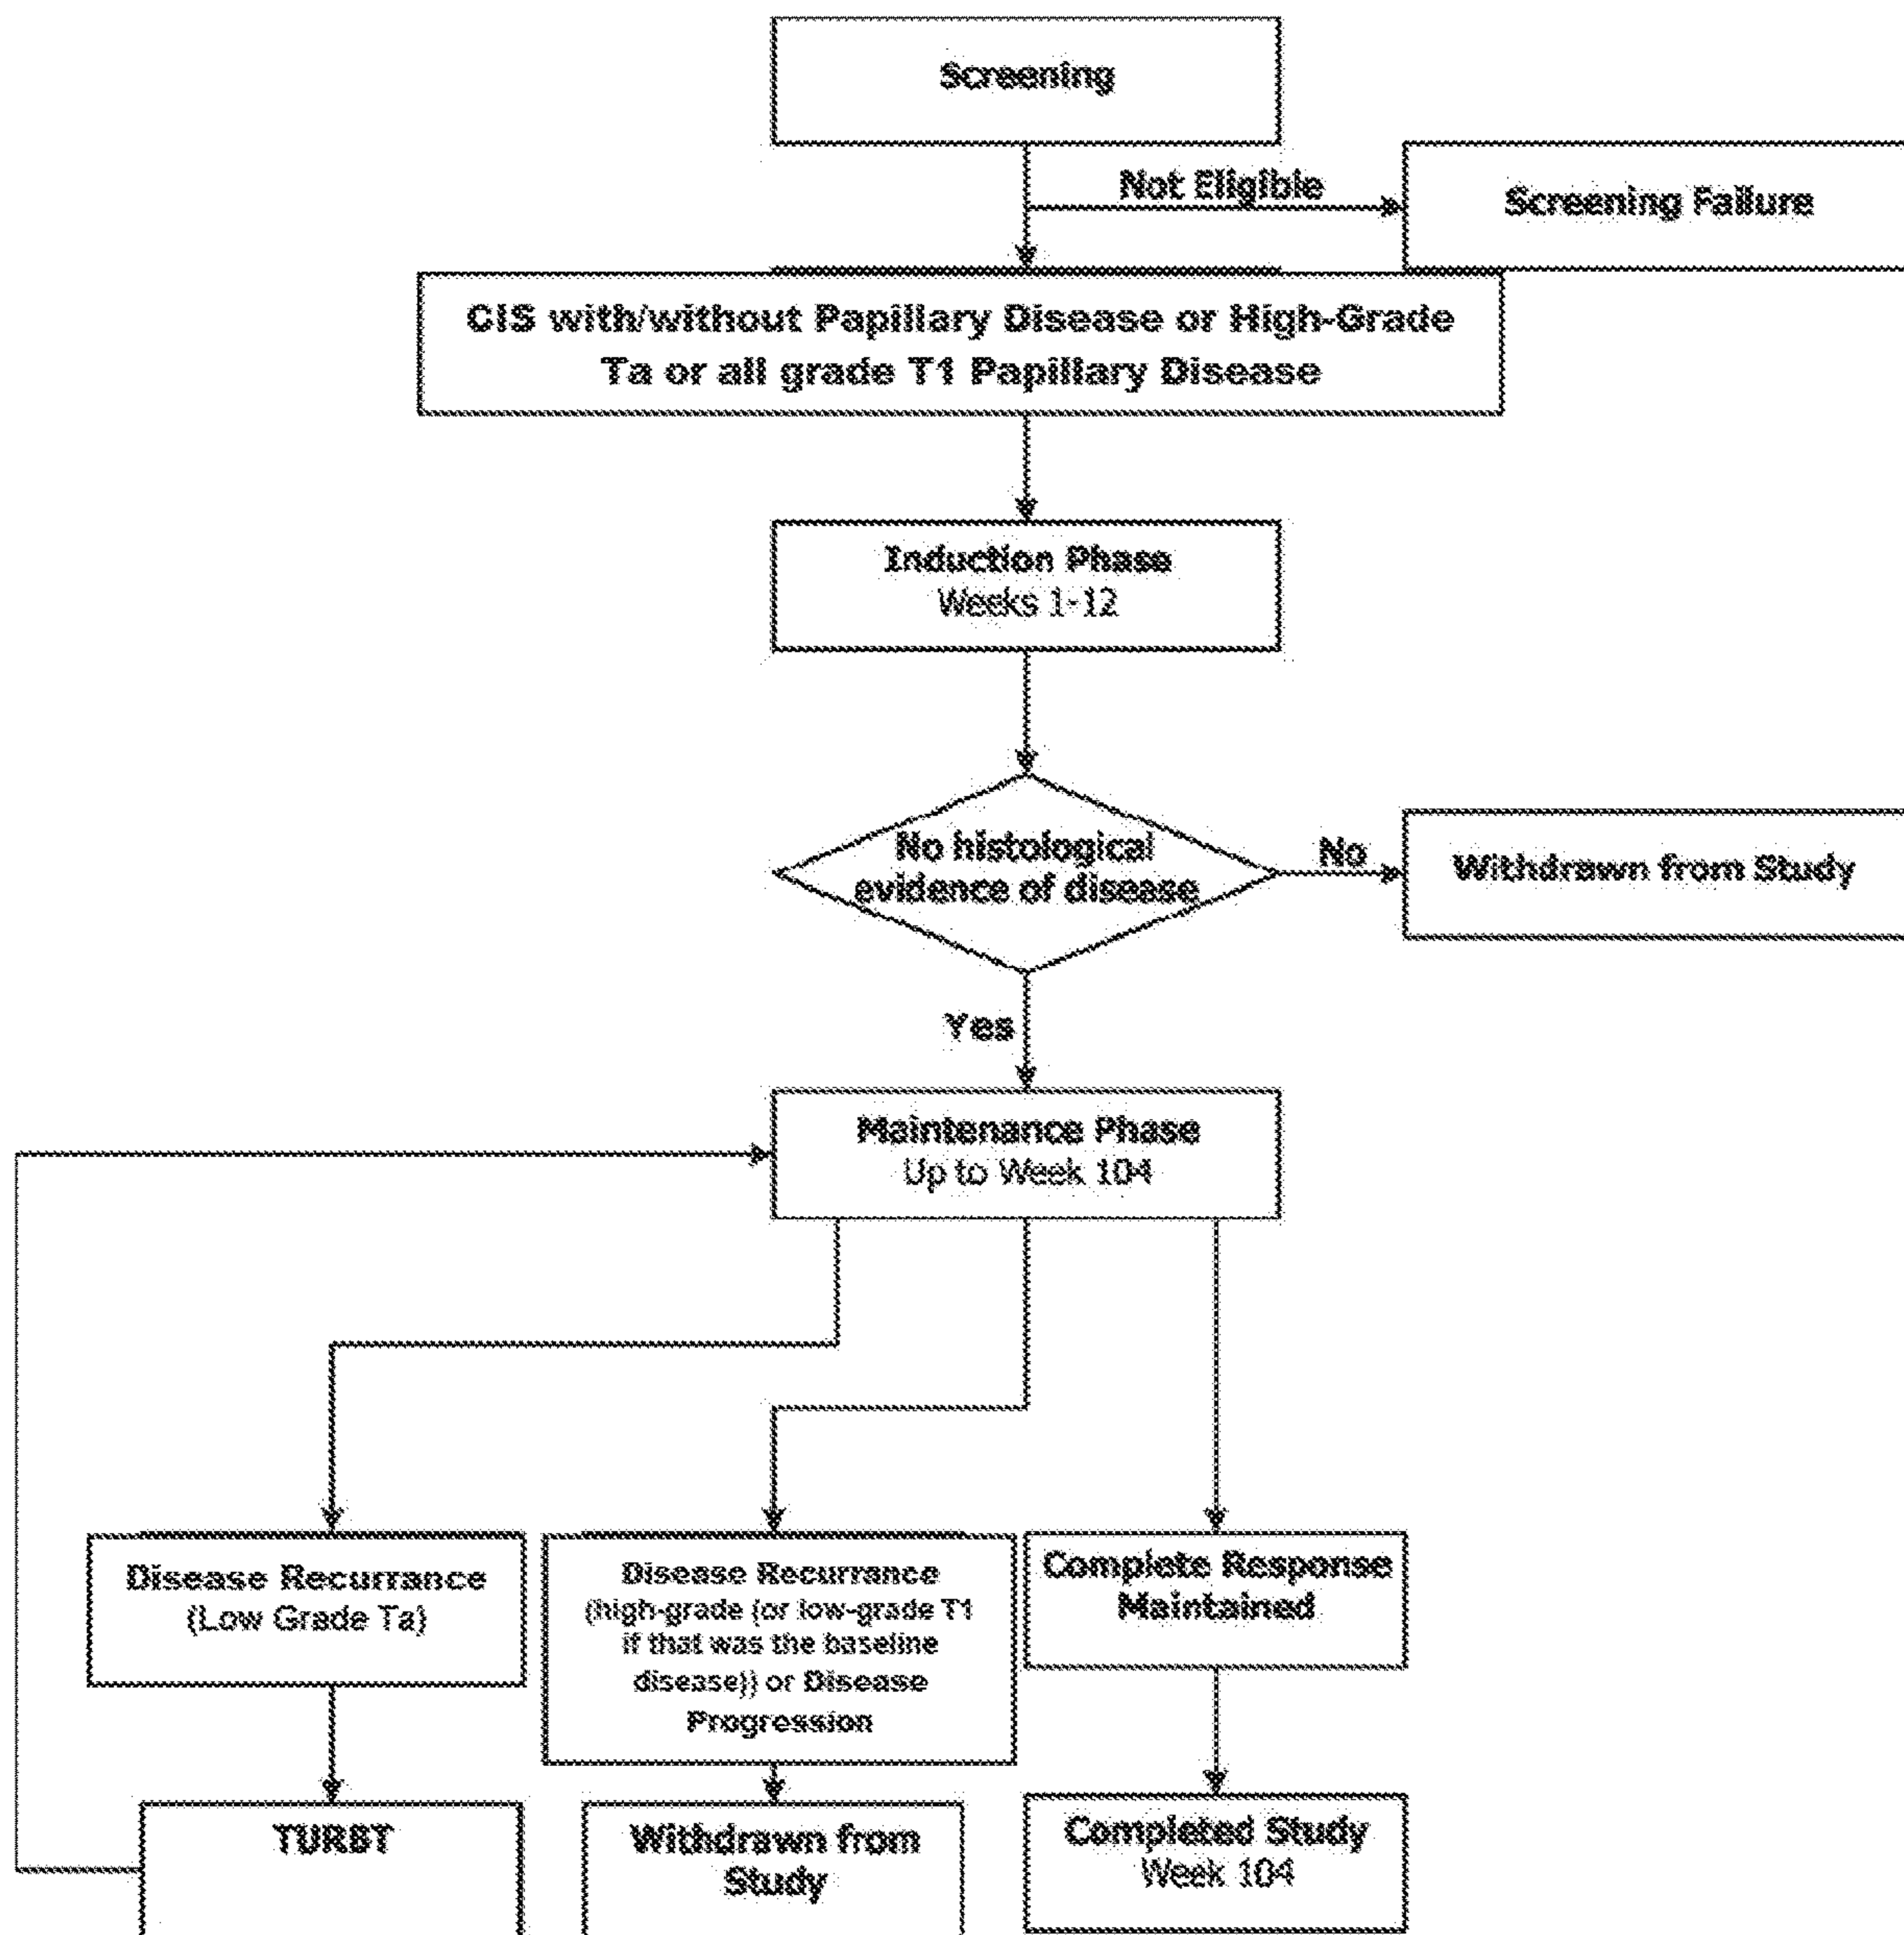 Screening
Not Eligible
Screening Failure
CIS with/without Papillary Disease or High-Grade
Ta or all grade T1 Papillary Disease
Induction Phase
Weeks 1-12
No histological
evidence of disease
No
Withdrawn from Study
Yes
Maintenance Phase
Up to Week 104
Disease Recurrance
(Low Grade Ta)
Disease Recurrance
(high-grade (or low-grade T1
if that was the baseline
disease)) or Disease
Progression
Complete Response
Maintained
TURBT
Withdrawn from
Study
Completed Study
Week 104